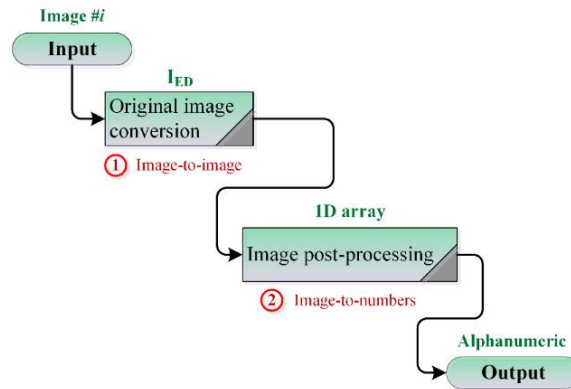 Image #i
Input
I_ED
Original image
conversion
1 Image-to-image
1D array
Image post-processing
2 Image-to-numbers
Alphanumeric
Output